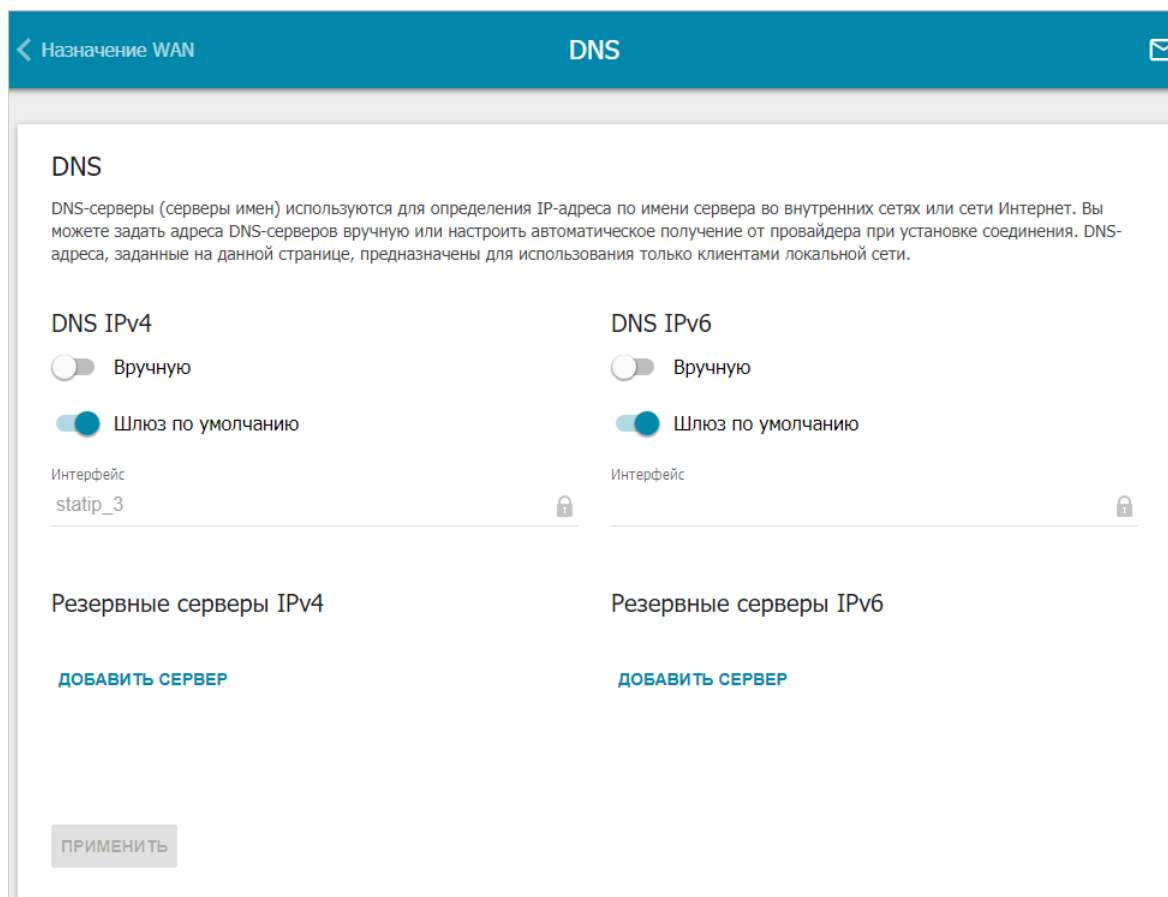 Назначение WAN
DNS
DNS
DNS-серверы (серверы имен) используются для определения IP-адреса по имени сервера во внутренних сетях или сети Интернет. Вы
можете задать адреса DNS-серверов вручную или настроить автоматическое получение от провайдера при установке соединения. DNS-
адреса, заданные на данной странице, предназначены для использования только клиентами локальной сети.
DNS IPv4
Вручную
Шлюз по умолчанию
Интерфейс
statip_3
Резервные серверы IPv4
ДОБАВИТЬ СЕРВЕР
DNS IPv6
Вручную
Шлюз по умолчанию
Интерфейс
Резервные серверы IPv6
ДОБАВИТЬ СЕРВЕР
ПРИМЕНИТЬ